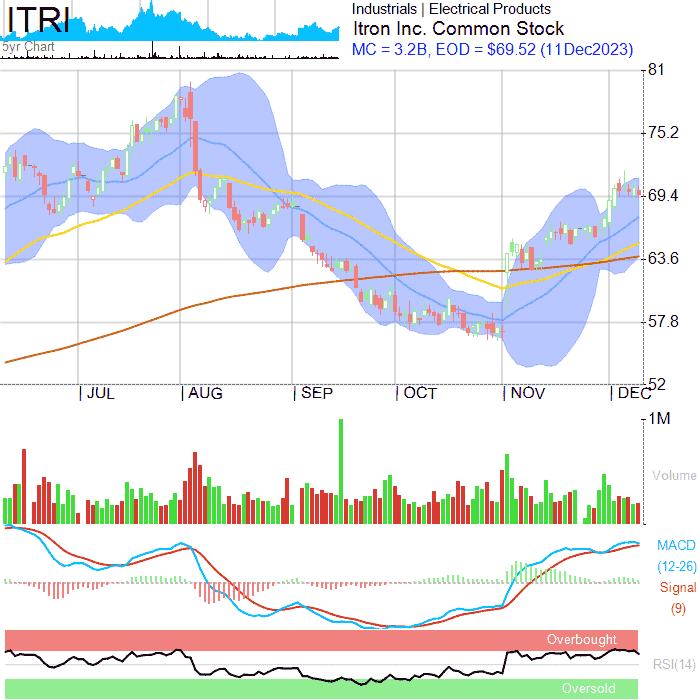 ITRI
5yr Chart
Industrials | Electrical Products
Itron Inc. Common Stock
MC = 3.2B, EOD = $69.52 (11Dec2023)
81
75.2
69.4
63.6
57.8
52
| JUL | AUG | SEP | OCT | NOV | DEC
1M
Volume
MACD
(12-26)
Signal
(9)
Overbought
RSI(14)
Oversold